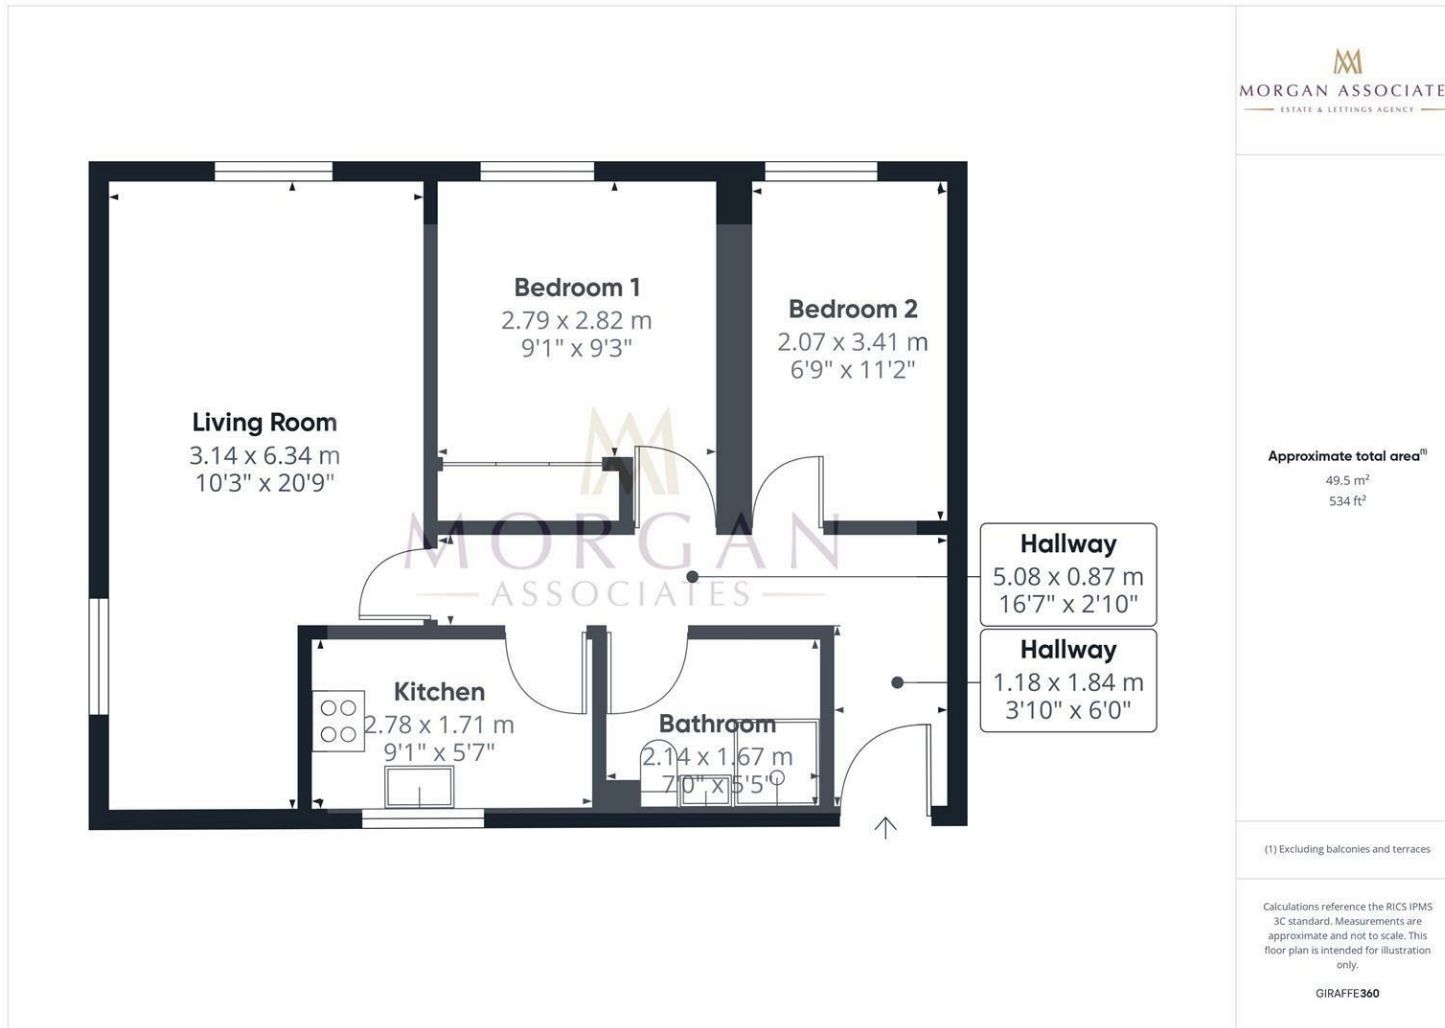 MORGAN ASSOCIATE
ESTATE & LETTINGS AGENCY
Bedroom 1
2.79 x 2.82 m
9'1" x 9'3"
Bedroom 2
2.07 x 3.41 m
6'9" x 11'2"
Living Room
3.14 x 6.34 m
10'3" x 20'9"
MORGAN
ASSOCIATES
Hallway
5.08 x 0.87 m
16'7" x 2'10"
Hallway
1.18 x 1.84 m
3'10" x 6'0"
Kitchen
2.78 x 1.71 m
9'1" x 5'7"
Bathroom
2.14 x 1.67 m
7'0" x 5'5"
Approximate total area(1)
49.5 m²
534 ft²
(1) Excluding balconies and terraces
Calculations reference the RICS IPMS
3C standard. Measurements are
approximate and not to scale. This
floor plan is intended for illustration
only.
GIRAFFE360